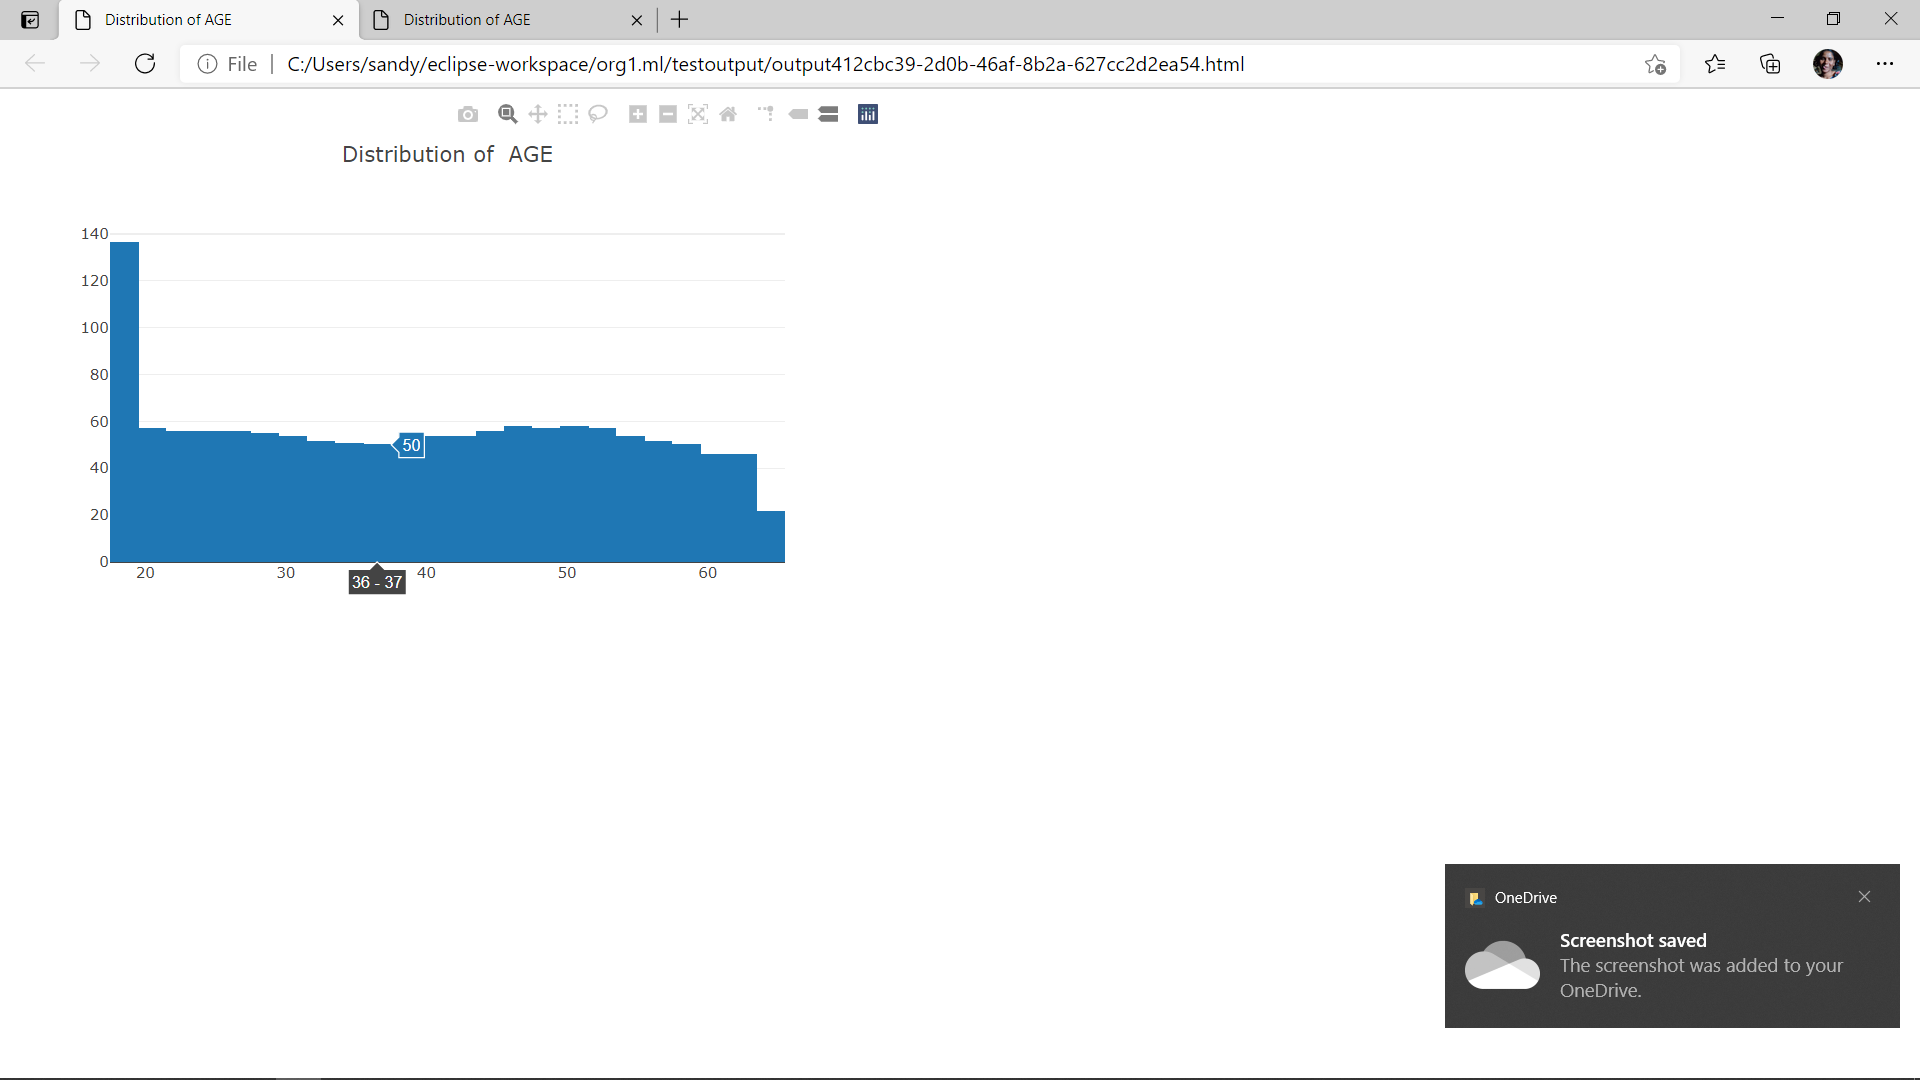 Distribution of AGE
Distribution of AGE
File
C:/Users/sandy/eclipse-workspace/org1.ml/testoutput/output412cbc39-2d0b-46af-8b2a-627cc2d2ea54.html
Distribution of  AGE
140
120
100
80
60
40
20
0
50
20 30 40 50 60
36 - 37
OneDrive
Screenshot saved
The screenshot was added to your
OneDrive.